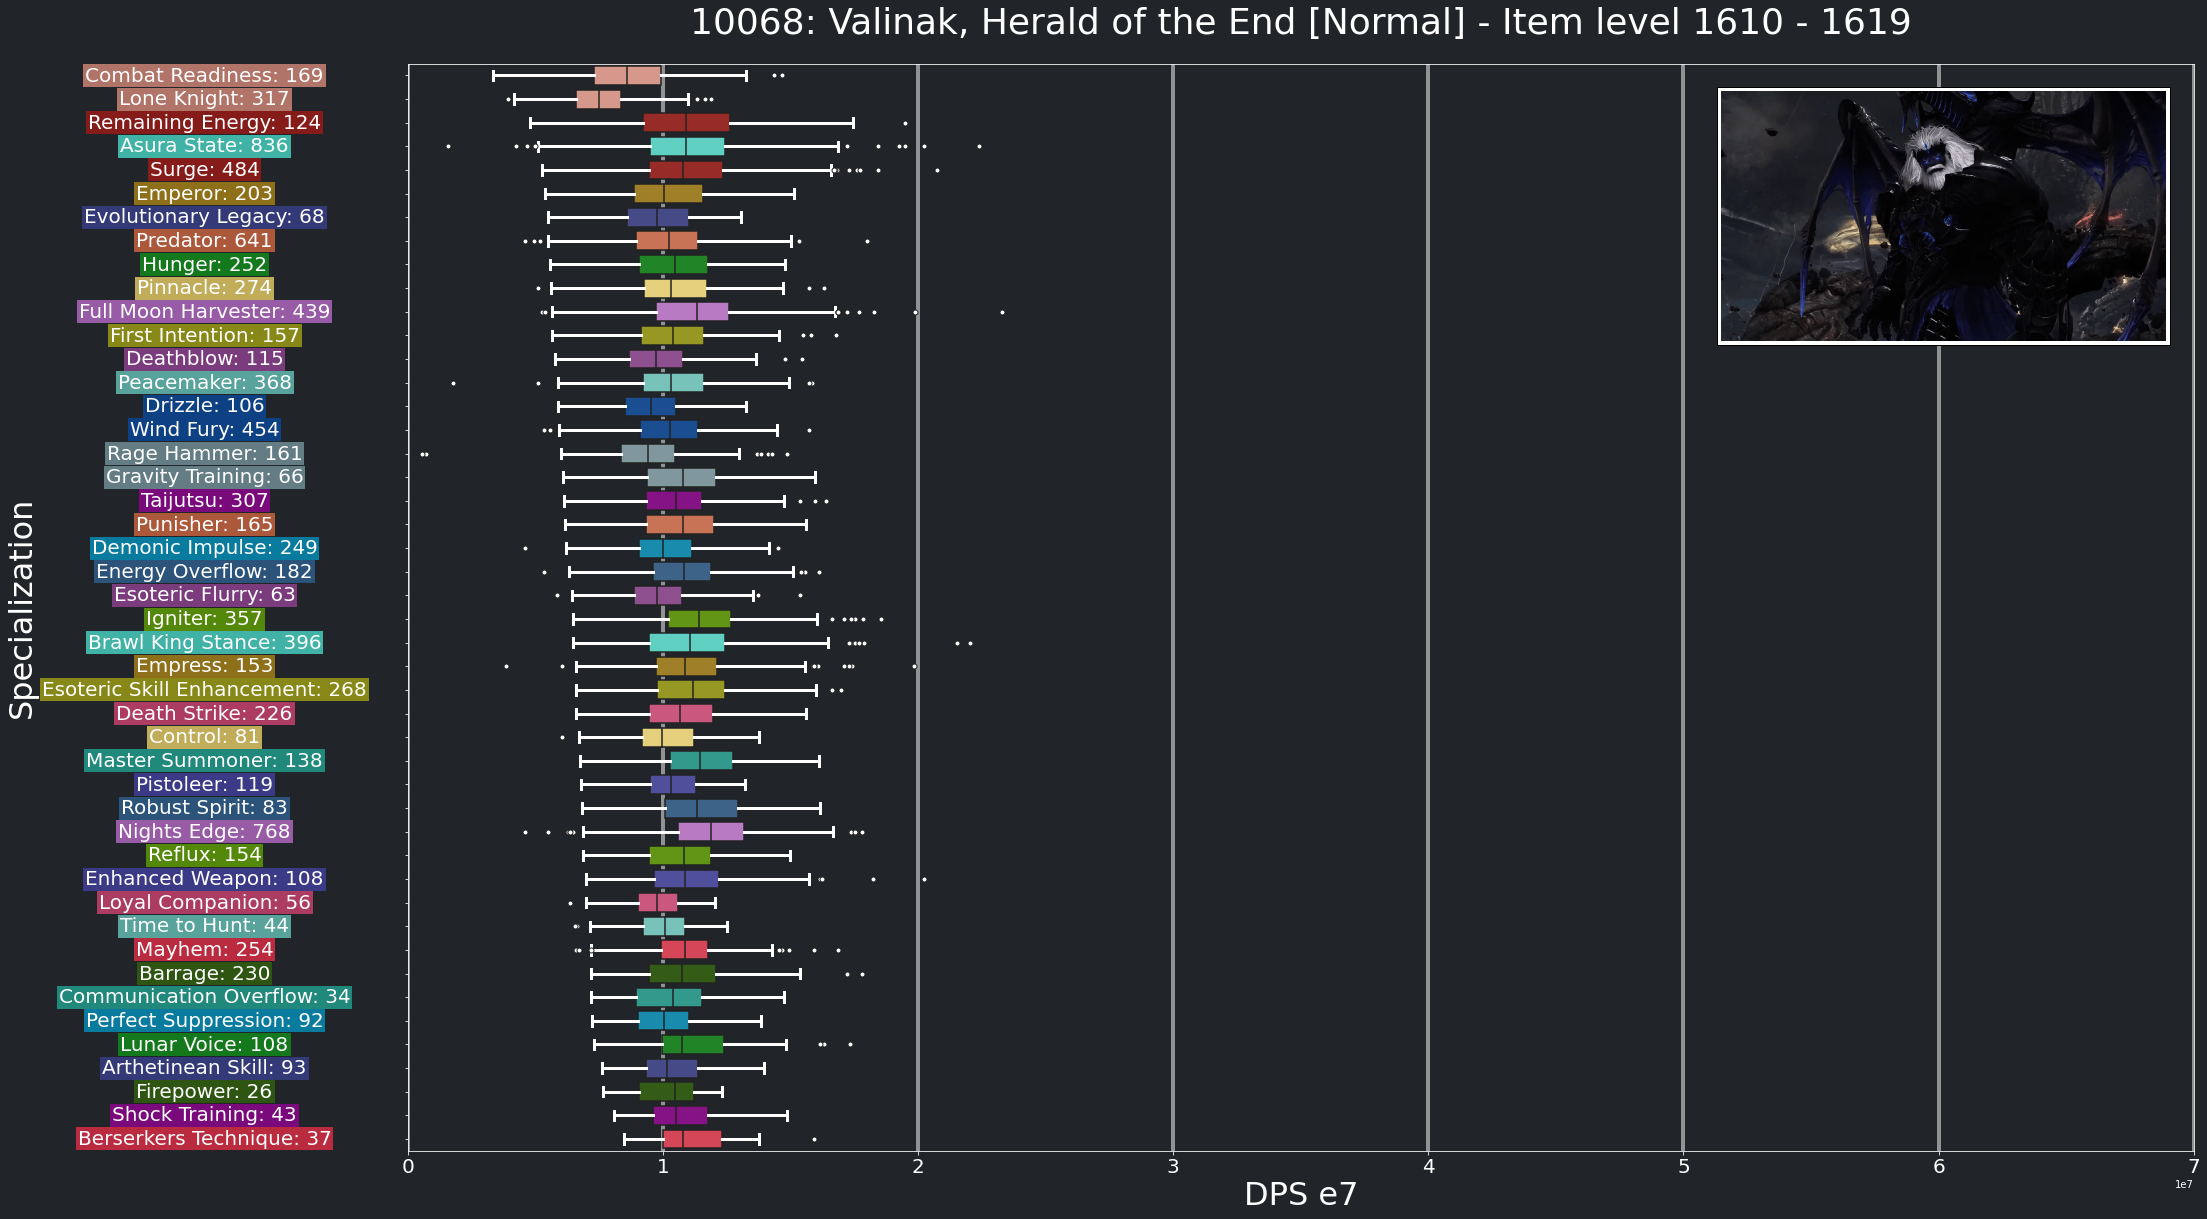 10068: Valinak, Herald of the End [Normal] - Item level 1610 - 1619
Combat Readiness: 169
Lone Knight: 317
Remaining Energy: 124
Asura State: 836
Surge: 484
Emperor: 203
Evolutionary Legacy: 68
Predator: 641
Hunger: 252
Pinnacle: 274
Full Moon Harvester: 439
First Intention: 157
Deathblow: 115
Peacemaker: 368
Drizzle: 106
Wind Fury: 454
Rage Hammer: 161
Gravity Training: 66
Taijutsu: 307
Punisher: 165
Demonic Impulse: 249
Energy Overflow: 182
Esoteric Flurry: 63
Igniter: 357
Brawl King Stance: 396
Empress: 153
Esoteric Skill Enhancement: 268
Death Strike: 226
Control: 81
Master Summoner: 138
Pistoleer: 119
Robust Spirit: 83
Nights Edge: 768
Reflux: 154
Enhanced Weapon: 108
Loyal Companion: 56
Time to Hunt: 44
Mayhem: 254
Barrage: 230
Communication Overflow: 34
Perfect Suppression: 92
Lunar Voice: 108
Arthetinean Skill: 93
Firepower: 26
Shock Training: 43
Berserkers Technique: 37
Specialization
0 1 2 3 4 5 6 7
1e7
DPS e7